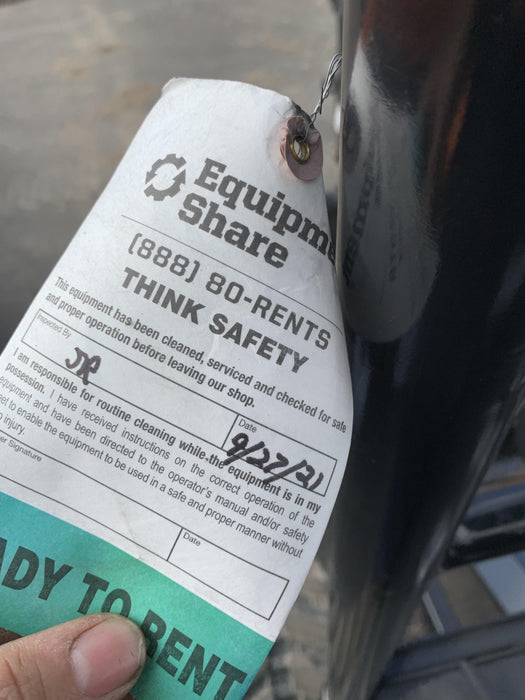 Equipme
Share
(888) 80-RENTS
THINK SAFETY
This equipment has been cleaned, serviced and checked for safe
and proper operation before leaving our shop.
Inspected By
JR
Date
9/27/21
I am responsible for routine cleaning while the equipment is in my
possession. I have received instructions on the correct operation of the
equipment and have been directed to the operator's manual and/or safety
et to enable the equipment to be used in a safe and proper manner without
injury.
er Signature
Date
ADY TO RENT